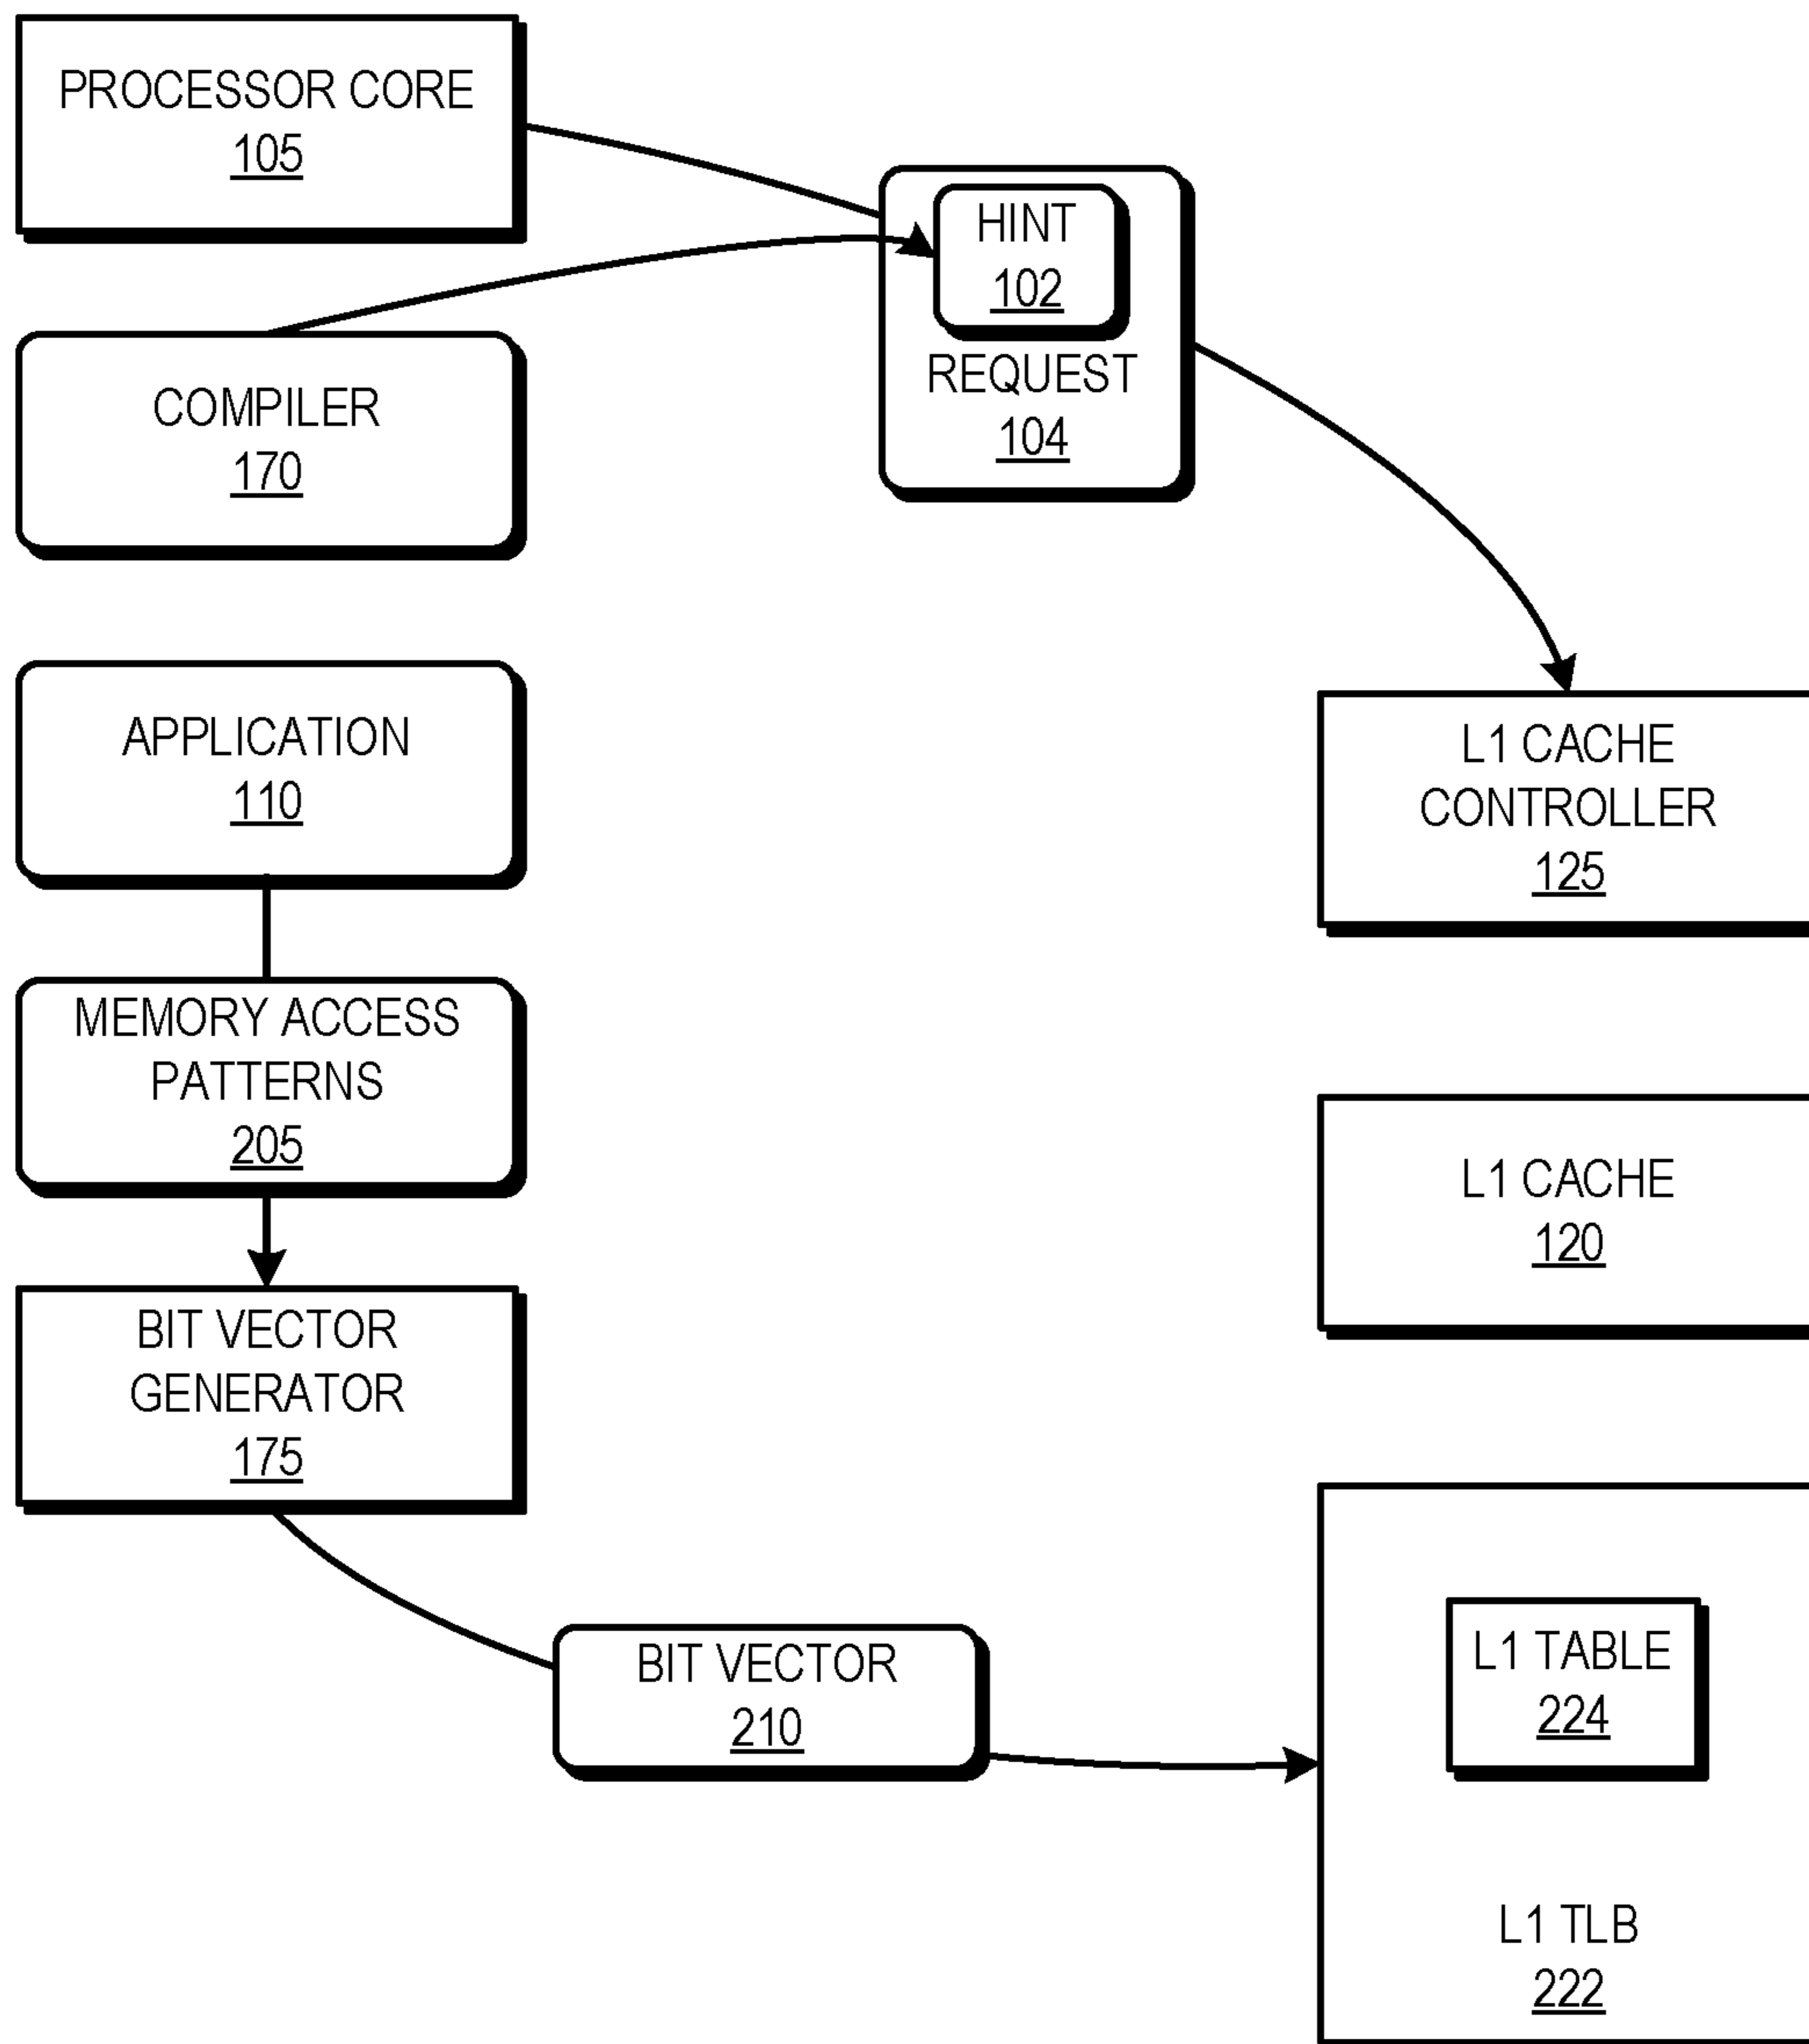 PROCESSOR CORE
105
HINT
102
REQUEST
104
COMPILER
170
APPLICATION
110
L1 CACHE
CONTROLLER
125
MEMORY ACCESS
PATTERNS
205
L1 CACHE
120
BIT VECTOR
GENERATOR
175
BIT VECTOR
210
L1 TABLE
224
L1 TLB
222